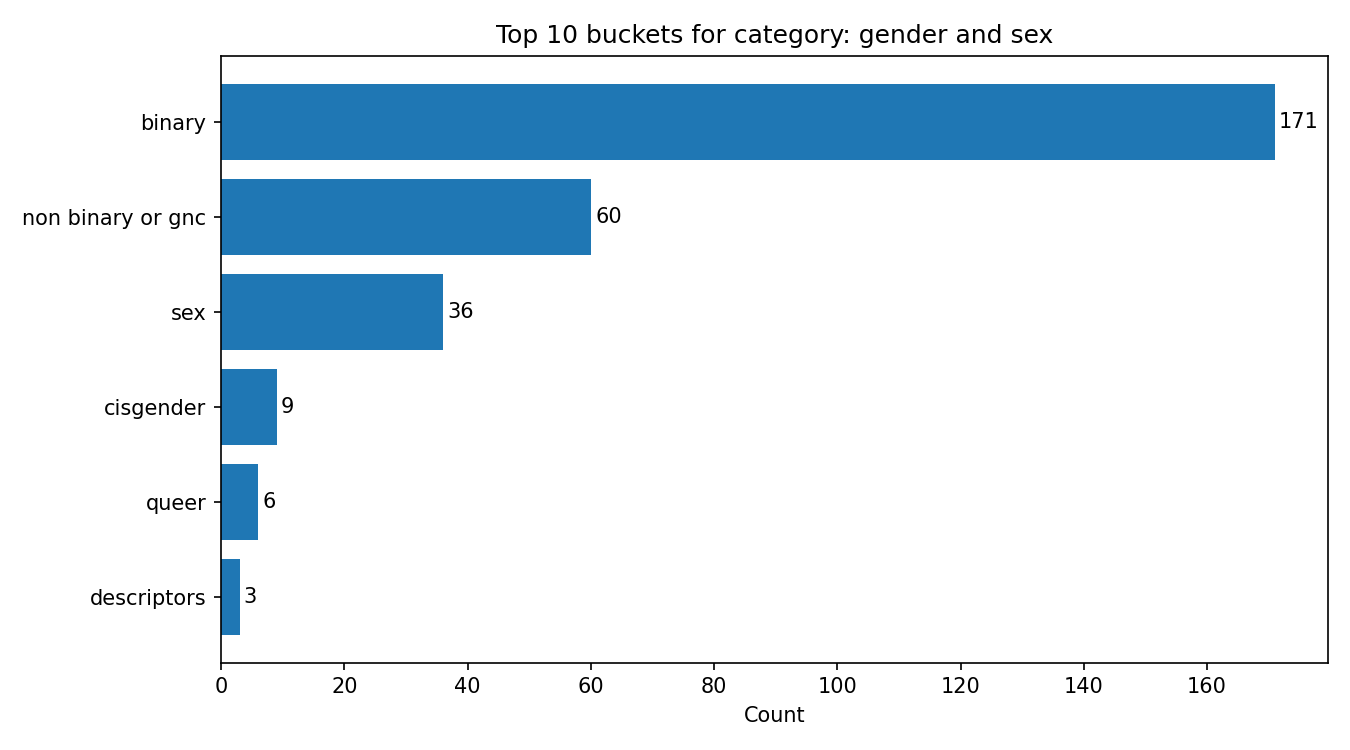 Top 10 buckets for category: gender and sex
binary
171
non binary or gnc
60
sex
36
cisgender
9
queer
6
descriptors
3
0 20 40 60 80 100 120 140 160
Count